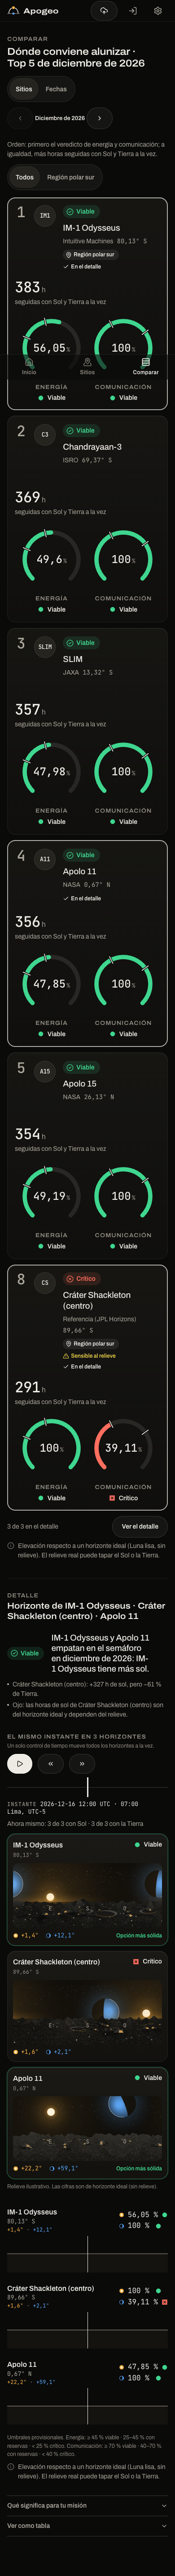 Apogeo
COMPARAR
Dónde conviene alunizar ·
Top 5 de diciembre de 2026
Sitios
Fechas
Diciembre de 2026
Orden: primero el veredicto de energía y comunicación; a
igualdad, más horas seguidas con Sol y Tierra a la vez.
Todos
Región polar sur
1
IM1
Viable
IM-1 Odysseus
Intuitive Machines 80,13° S
Región polar sur
En el detalle
383 h
seguidas con Sol y Tierra a la vez
56,05 %
100 %
Inicio
Sitios
Comparar
ENERGÍA
Viable
COMUNICACIÓN
Viable
2
C3
Viable
Chandrayaan-3
ISRO 69,37° S
369 h
seguidas con Sol y Tierra a la vez
49,6 %
100 %
ENERGÍA
Viable
COMUNICACIÓN
Viable
3
SLIM
Viable
SLIM
JAXA 13,32° S
357 h
seguidas con Sol y Tierra a la vez
47,98 %
100 %
ENERGÍA
Viable
COMUNICACIÓN
Viable
4
A11
Viable
Apolo 11
NASA 0,67° N
En el detalle
356 h
seguidas con Sol y Tierra a la vez
47,85 %
100 %
ENERGÍA
Viable
COMUNICACIÓN
Viable
5
A15
Viable
Apolo 15
NASA 26,13° N
354 h
seguidas con Sol y Tierra a la vez
49,19 %
100 %
ENERGÍA
Viable
COMUNICACIÓN
Viable
8
CS
Crítico
Cráter Shackleton
(centro)
Referencia (JPL Horizons)
89,66° S
Región polar sur
Sensible al relieve
En el detalle
291 h
seguidas con Sol y Tierra a la vez
100 %
39,11 %
ENERGÍA
Viable
COMUNICACIÓN
Crítico
3 de 3 en el detalle
Ver el detalle
Elevación respecto a un horizonte ideal (Luna lisa, sin
relieve). El relieve real puede tapar el Sol o la Tierra.
DETALLE
Horizonte de IM-1 Odysseus · Cráter
Shackleton (centro) · Apolo 11
Viable
IM-1 Odysseus y Apolo 11
empatan en el semáforo
en diciembre de 2026: IM-
1 Odysseus tiene más sol.
• Cráter Shackleton (centro): +327 h de sol, pero −61 %
de Tierra.
• Ojo: las horas de sol de Cráter Shackleton (centro) son
del horizonte ideal y dependen del relieve.
EL MISMO INSTANTE EN 3 HORIZONTES
Un solo control de tiempo mueve todos los horizontes a la vez.
INSTANTE 2026-12-16 12:00 UTC · 07:00
Lima, UTC-5
Ahora mismo: 3 de 3 con Sol · 3 de 3 con la Tierra
IM-1 Odysseus
Viable
80,13° S
E
S
O
+1,4°
+12,1°
Opción más sólida
Cráter Shackleton (centro)
Crítico
89,66° S
E
S
O
+1,6°
+2,1°
Apolo 11
Viable
0,67° N
E
S
O
+22,2°
+59,1°
Opción más sólida
Relieve ilustrativo. Las cifras son de horizonte ideal (sin relieve).
IM-1 Odysseus
80,13° S
+1,4° · +12,1°
56,05 %
100 %
Cráter Shackleton (centro)
89,66° S
+1,6° · +2,1°
100 %
39,11 %
Apolo 11
0,67° N
+22,2° · +59,1°
47,85 %
100 %
Umbrales provisionales. Energía: ≥ 45 % viable · 25–45 % con
reservas · < 25 % crítico. Comunicación: ≥ 70 % viable · 40–70 %
con reservas · < 40 % crítico.
Elevación respecto a un horizonte ideal (Luna lisa, sin
relieve). El relieve real puede tapar el Sol o la Tierra.
Qué significa para tu misión
Ver como tabla